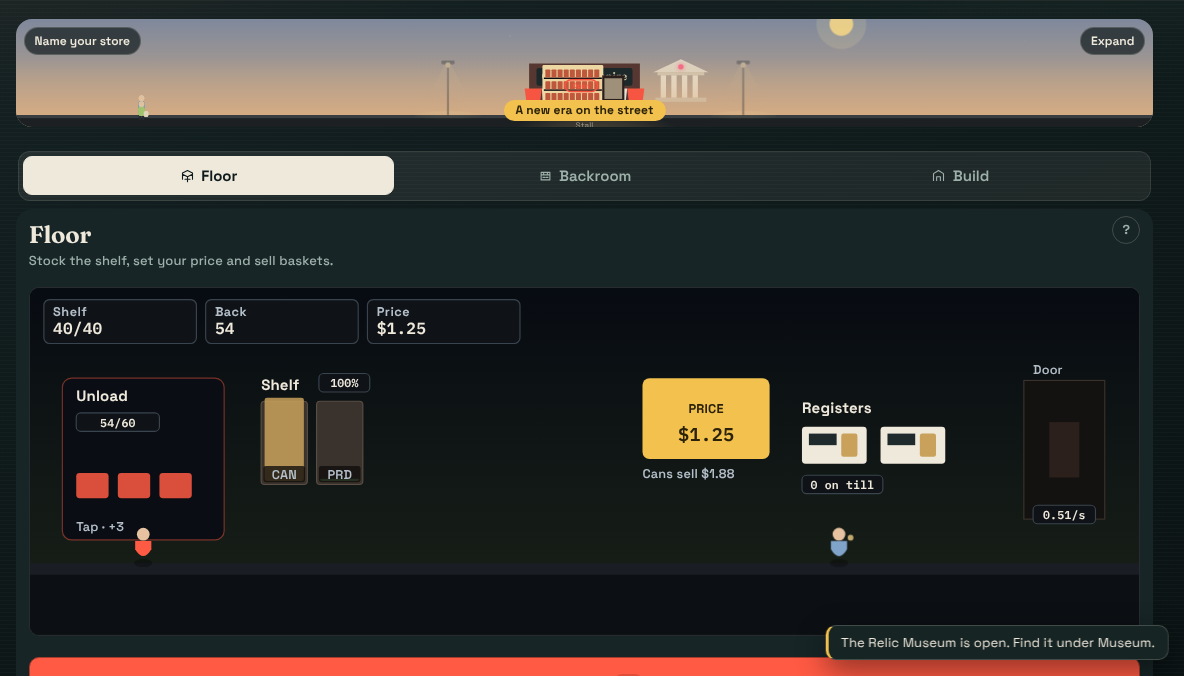 Name your store
Expand
A new era on the street
Stall
Floor
Backroom
Build
Floor
?
Stock the shelf, set your price and sell baskets.
Shelf
40/40
Back
54
Price
$1.25
Unload
54/60
Tap · +3
Shelf
100%
CAN
PRD
PRICE
$1.25
Cans sell $1.88
Registers
0 on till
Door
0.51/s
The Relic Museum is open. Find it under Museum.